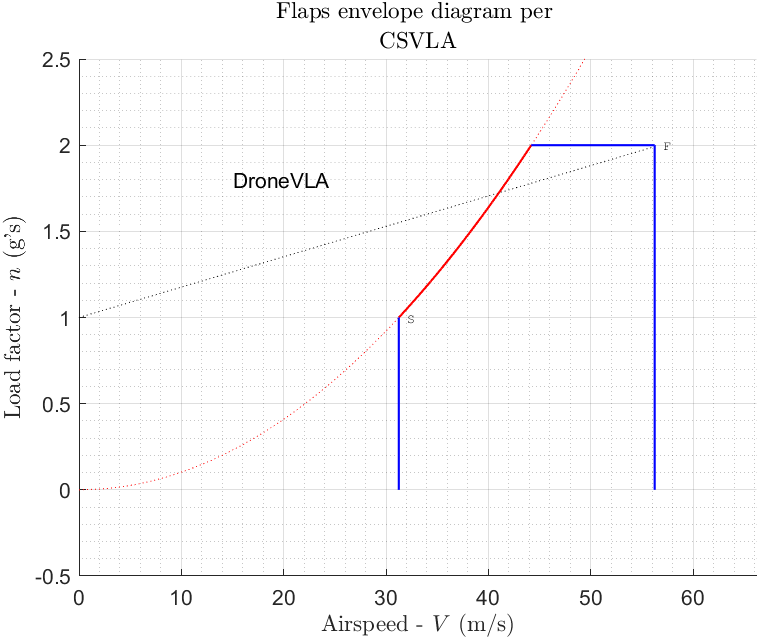 Flaps envelope diagram per
CSVLA
2.5
2
F
DroneVLA
1.5
1
S
0.5
0
-0.5
0 10 20 30 40 50 60
Load factor - n (g's)
Airspeed - V (m/s)